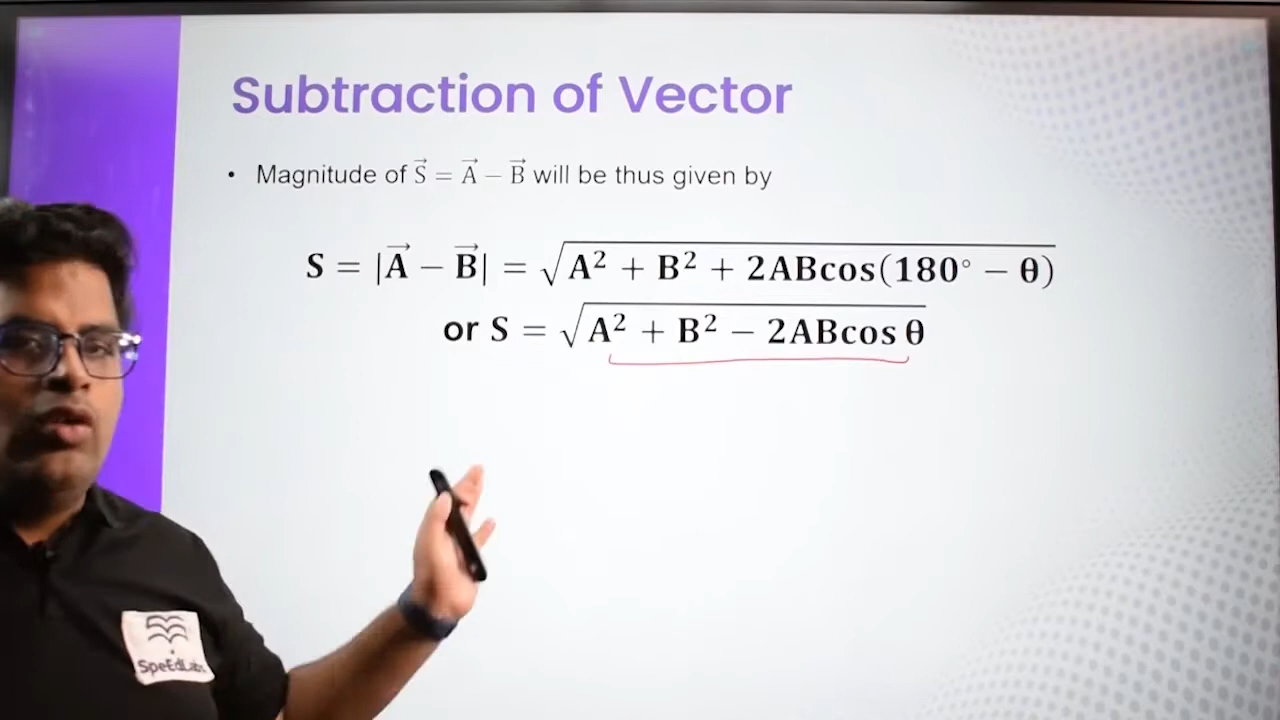 Subtraction of Vector
• Magnitude of S⃗ = A⃗ − B⃗ will be thus given by
S = |A⃗ − B⃗| = √(A² + B² + 2ABcos(180° − θ))
or S = √(A² + B² − 2ABcos θ)
SpeEdLabs